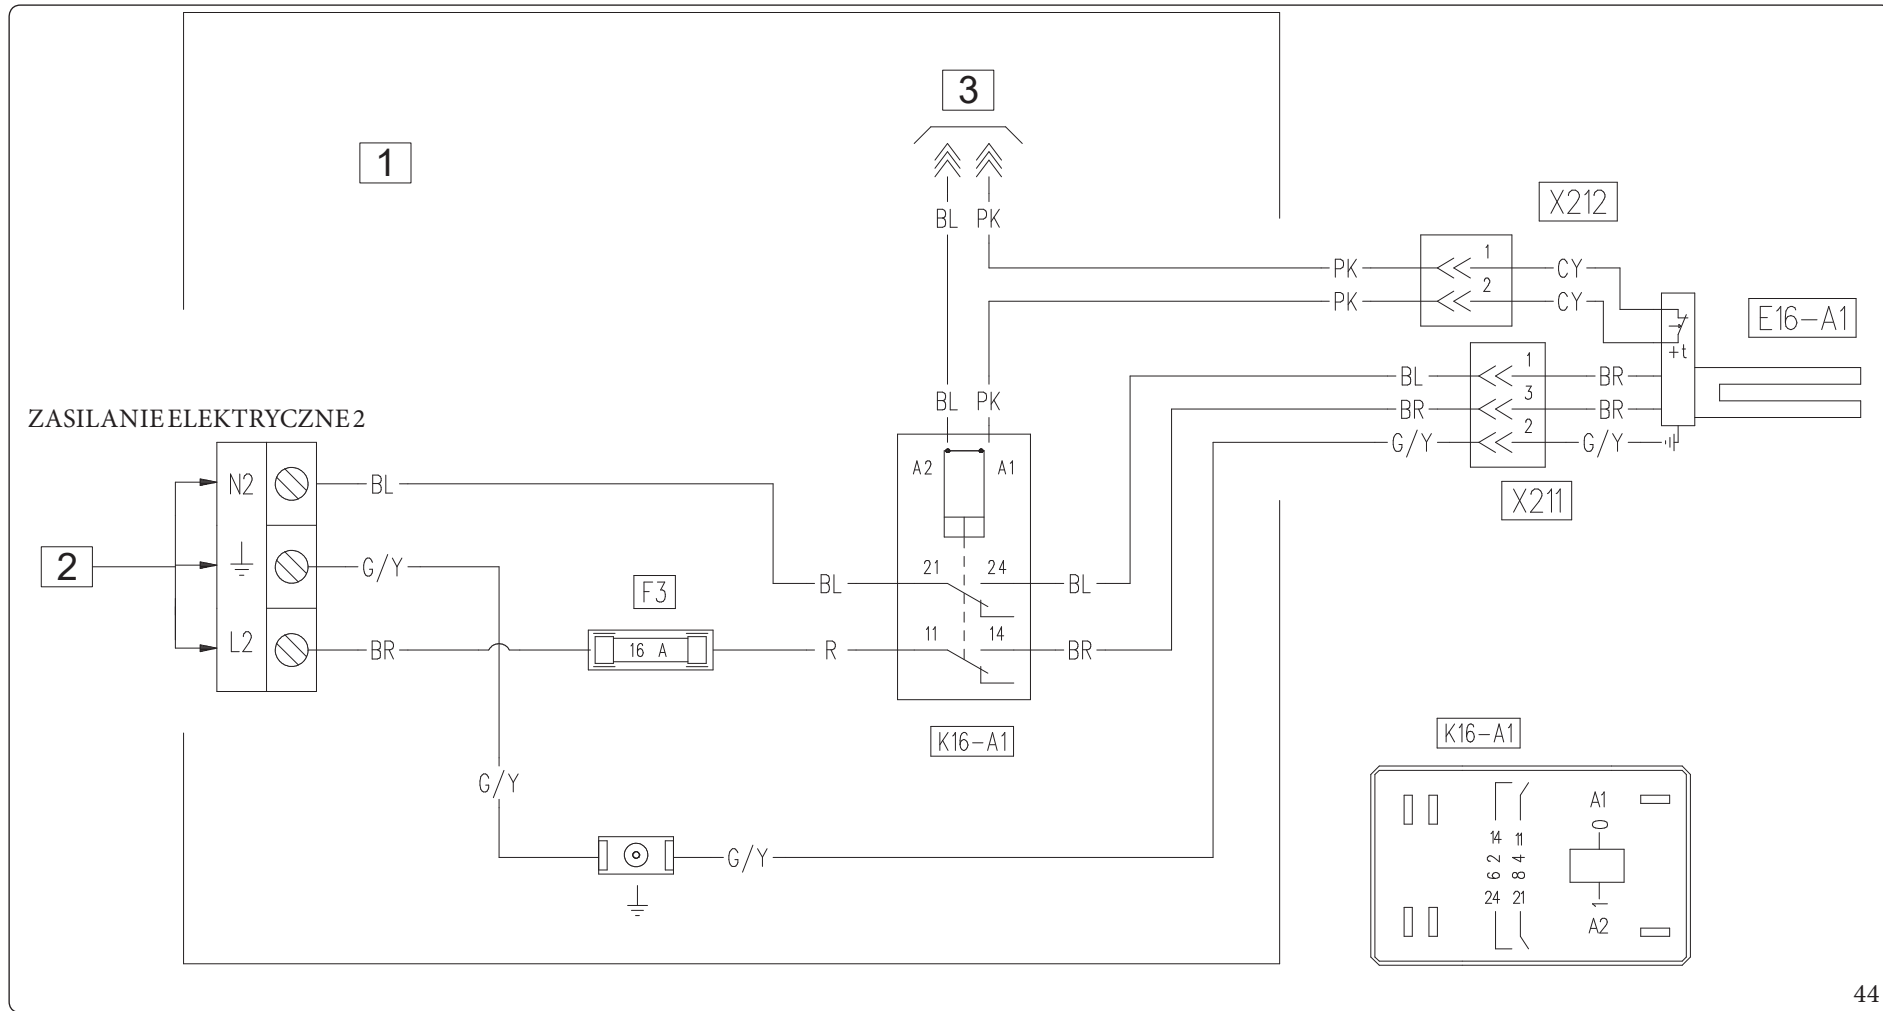 3
1
BL PK
X212
PK 1 CY
PK 2 CY
E16-A1
+t
BL 1 BR
BR 3 BR
G/Y 2 G/Y
X211
BL PK
ZASILANIE ELEKTRYCZNE 2
A2 A1
N2 BL
2
G/Y
21 24
BL BL
F3
L2 BR 16 A R 11 14 BR
K16-A1
G/Y
G/Y
K16-A1
A1
0
14 11
2 4
6 8
24 21
1
A2
44